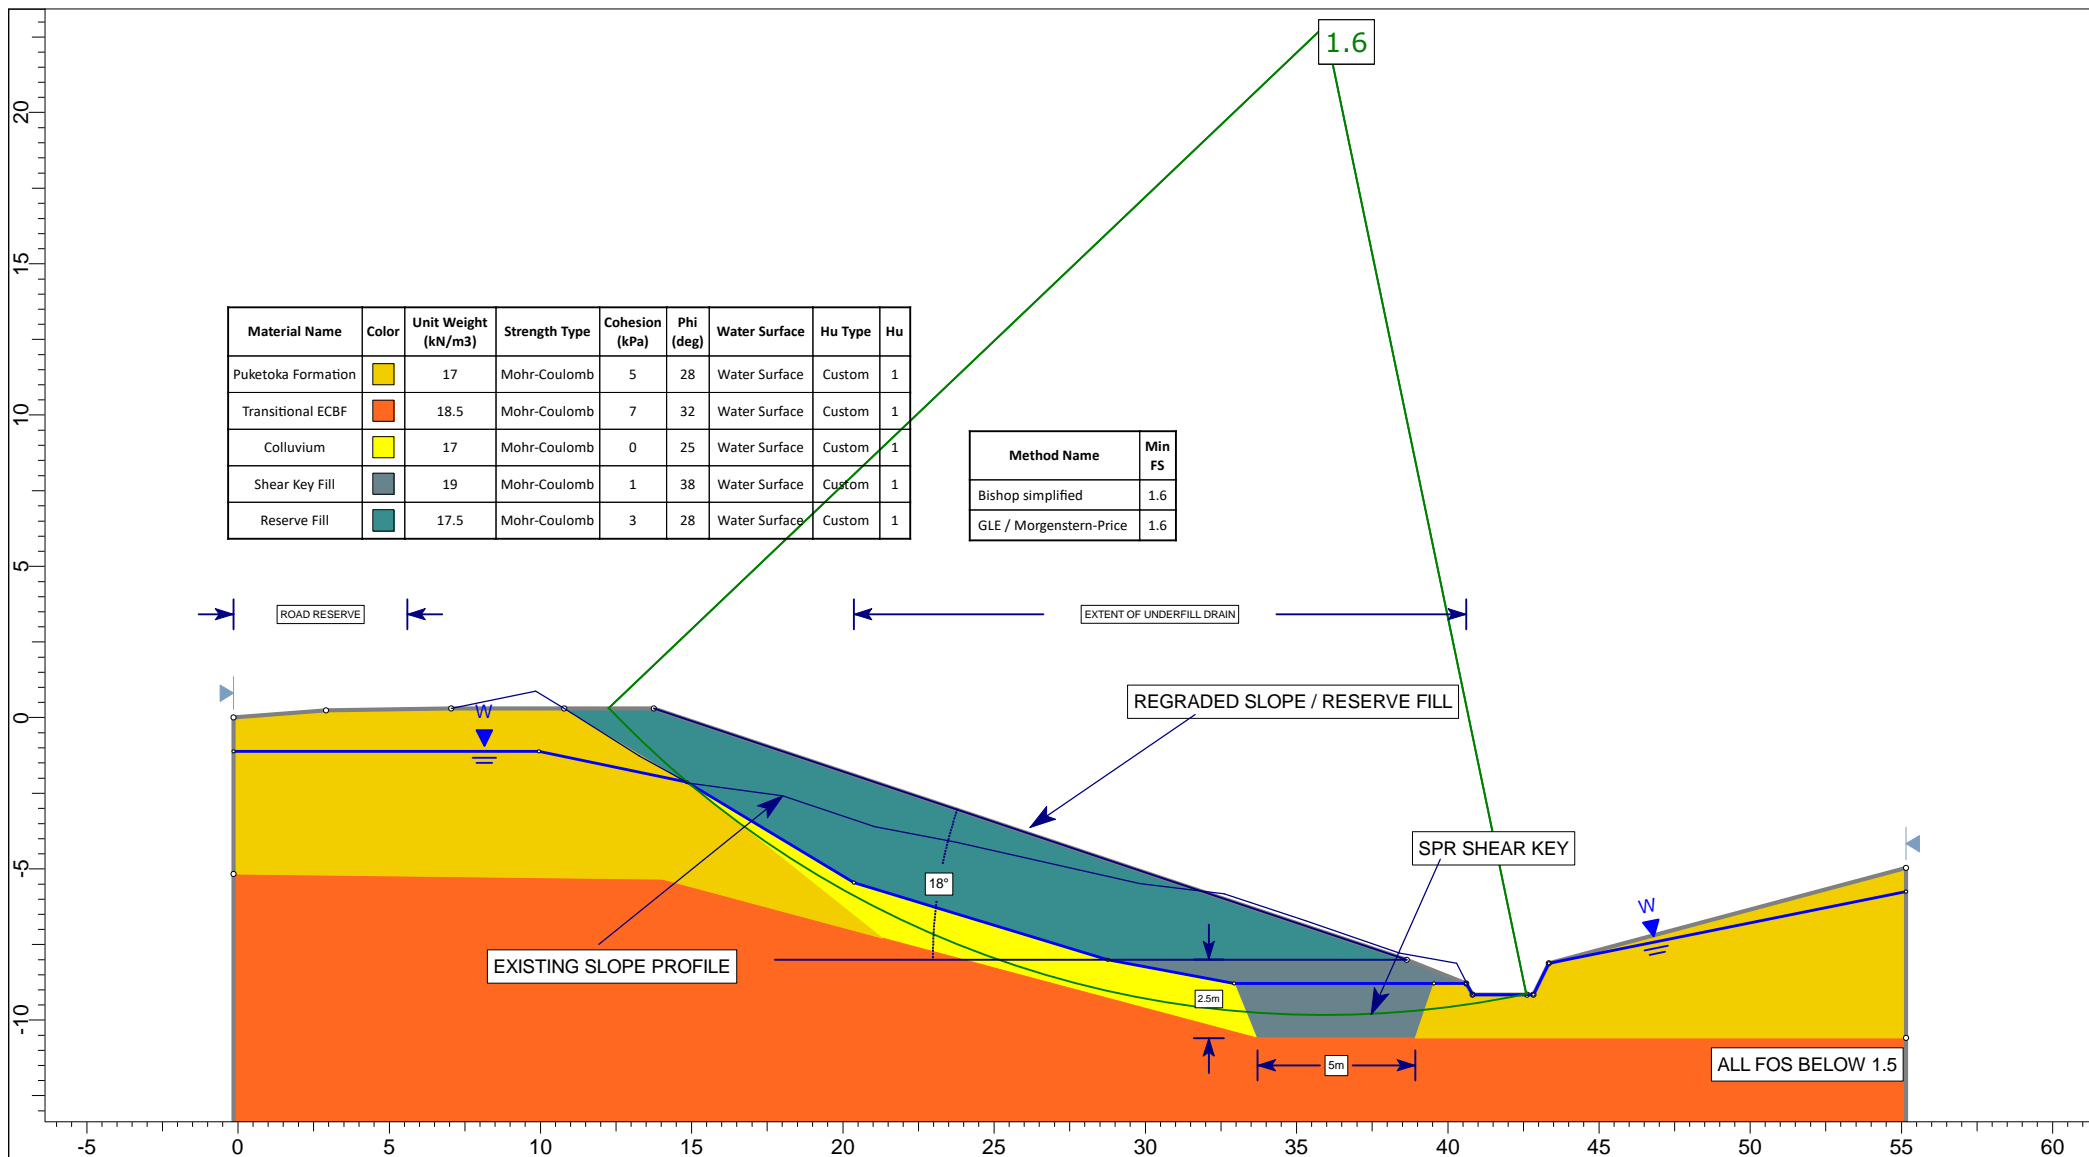 1.6
20
15
10
5
0
-5
-10
Material Name Color Unit Weight (kN/m3) Strength Type Cohesion (kPa) Phi (deg) Water Surface Hu Type Hu
Puketoka Formation 17 Mohr-Coulomb 5 28 Water Surface Custom 1
Transitional ECBF 18.5 Mohr-Coulomb 7 32 Water Surface Custom 1
Colluvium 17 Mohr-Coulomb 0 25 Water Surface Custom 1
Shear Key Fill 19 Mohr-Coulomb 1 38 Water Surface Custom 1
Reserve Fill 17.5 Mohr-Coulomb 3 28 Water Surface Custom 1
Method Name Min FS
Bishop simplified 1.6
GLE / Morgenstern-Price 1.6
ROAD RESERVE
EXTENT OF UNDERFILL DRAIN
REGRADED SLOPE / RESERVE FILL
W
SPR SHEAR KEY
18°
W
EXISTING SLOPE PROFILE
2.5m
5m
ALL FOS BELOW 1.5
-5 0 5 10 15 20 25 30 35 40 45 50 55 60